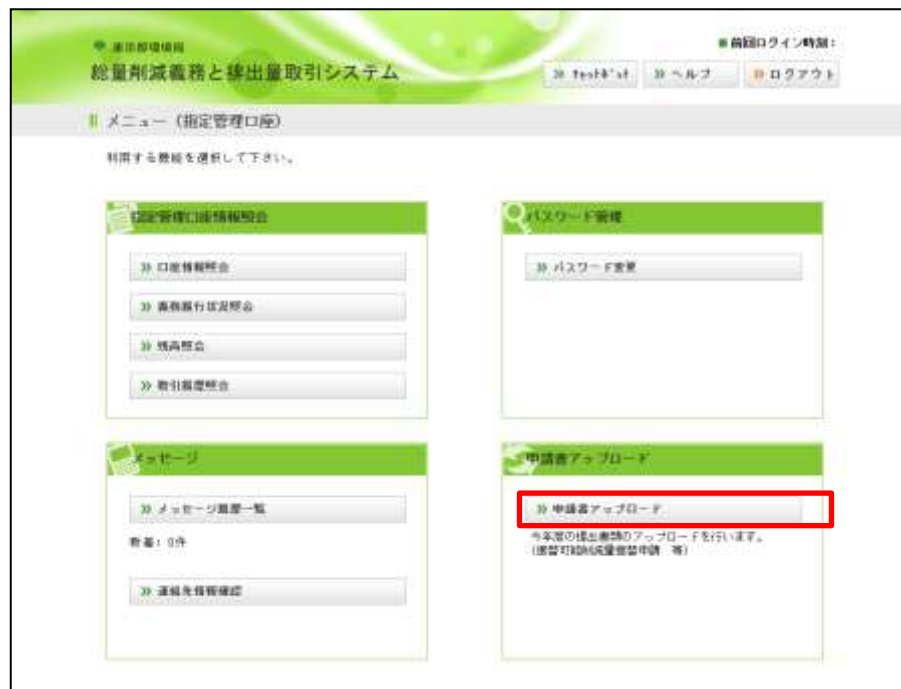 東京都環境局
総量削減義務と排出量取引システム
前回ログイン時刻：
チャットボット
ヘルプ
ログアウト
メニュー（指定管理口座）
利用する機能を選択して下さい。
指定管理口座情報照会
口座情報照会
義務履行状況照会
残高照会
取引履歴照会
パスワード管理
パスワード変更
メッセージ
メッセージ履歴一覧
新着：0件
連絡先情報確認
申請書アップロード
申請書アップロード
今年度の提出書類のアップロードを行います。
(振替可能削減量振替申請　等)